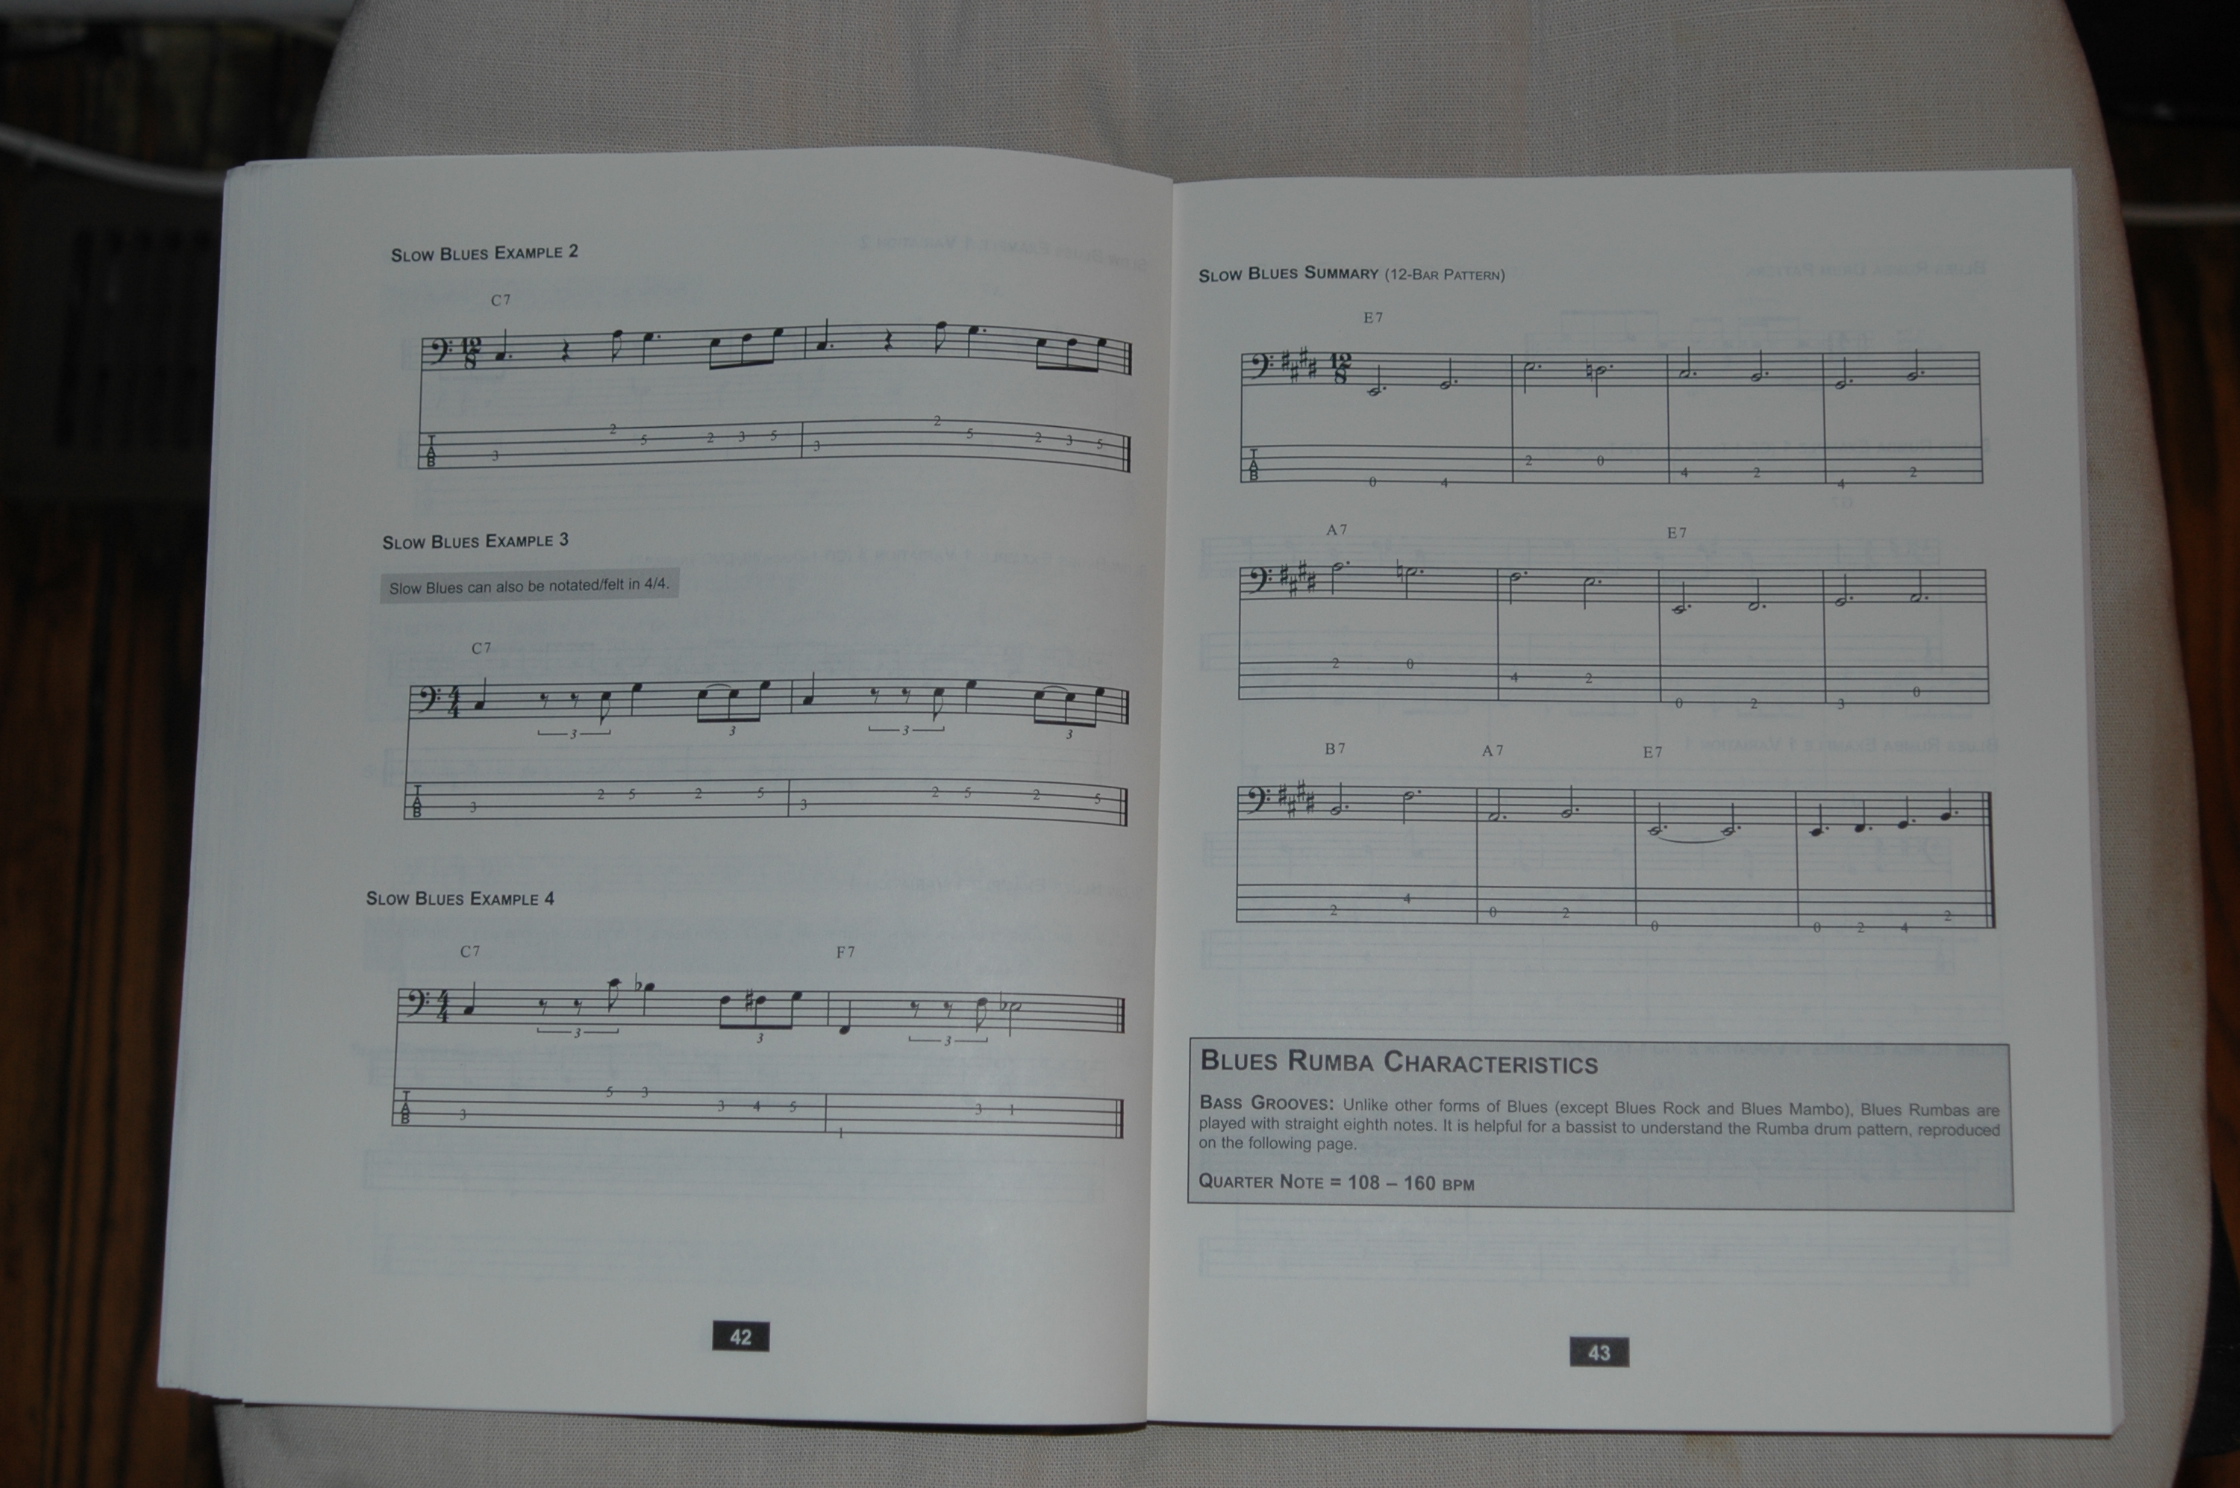 SLOW BLUES EXAMPLE 2
C7
12
8
T
A
B
3 2 5 2 3 5 3 2 5 2 3 5
SLOW BLUES EXAMPLE 3
Slow Blues can also be notated/felt in 4/4.
C7
4
4
3 3 3 3
T
A
B
3 2 5 2 5 3 2 5 2 5
SLOW BLUES EXAMPLE 4
C7 F7
4
4
3 3 3
T
A
B
3 5 3 3 4 5 1 3 1
42
SLOW BLUES SUMMARY (12-BAR PATTERN)
E7
12
8
T
A
B
0 4 2 0 4 2 4 2
A7 E7
2 0 4 2 0 2 3 0
B7 A7 E7
2 4 0 2 0 0 2 4 2
BLUES RUMBA CHARACTERISTICS
BASS GROOVES: Unlike other forms of Blues (except Blues Rock and Blues Mambo), Blues Rumbas are
played with straight eighth notes. It is helpful for a bassist to understand the Rumba drum pattern, reproduced
on the following page.
QUARTER NOTE = 108 – 160 BPM
43